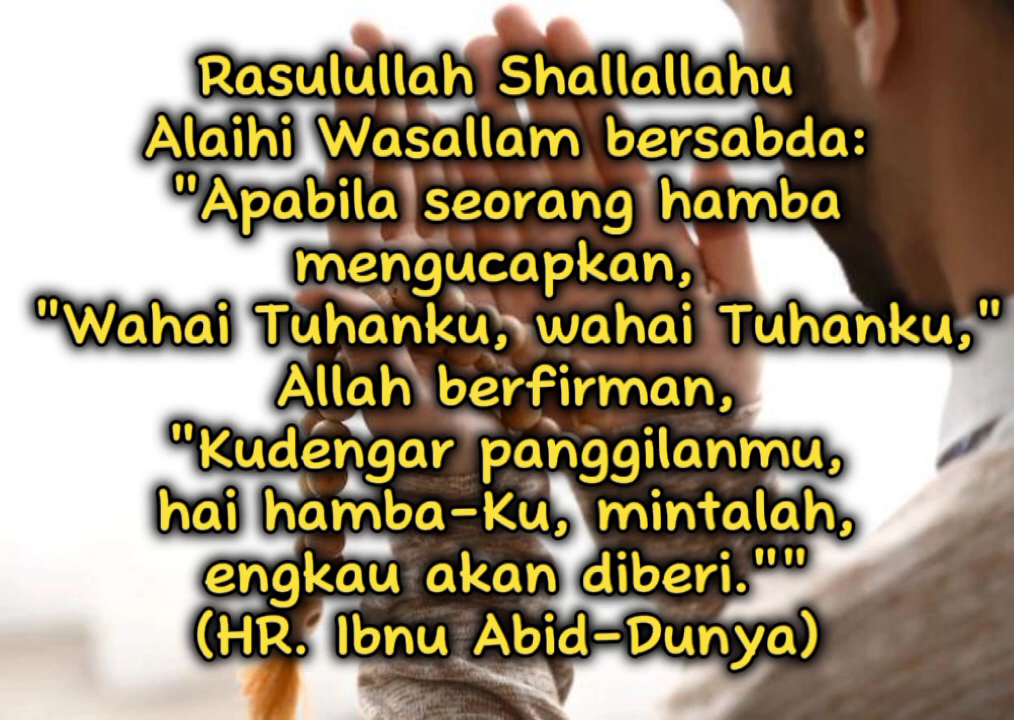 Rasulullah Shallallahu
Alaihi Wasallam bersabda:
"Apabila seorang hamba
mengucapkan,
"Wahai Tuhanku, wahai Tuhanku,"
Allah berfirman,
"Kudengar panggilanmu,
hai hamba-Ku, mintalah,
engkau akan diberi.""
(HR. Ibnu Abid-Dunya)